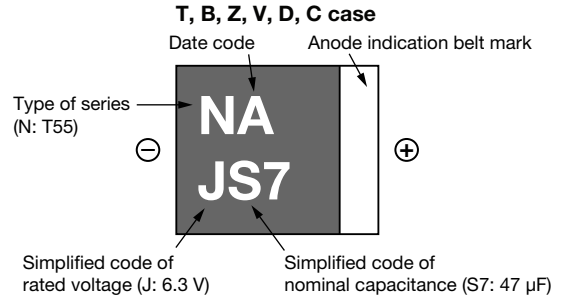 T, B, Z, V, D, C case
Date code
Anode indication belt mark
Type of series
(N: T55)
NA
JS7
⊖
⊕
Simplified code of
rated voltage (J: 6.3 V)
Simplified code of
nominal capacitance (S7: 47 µF)